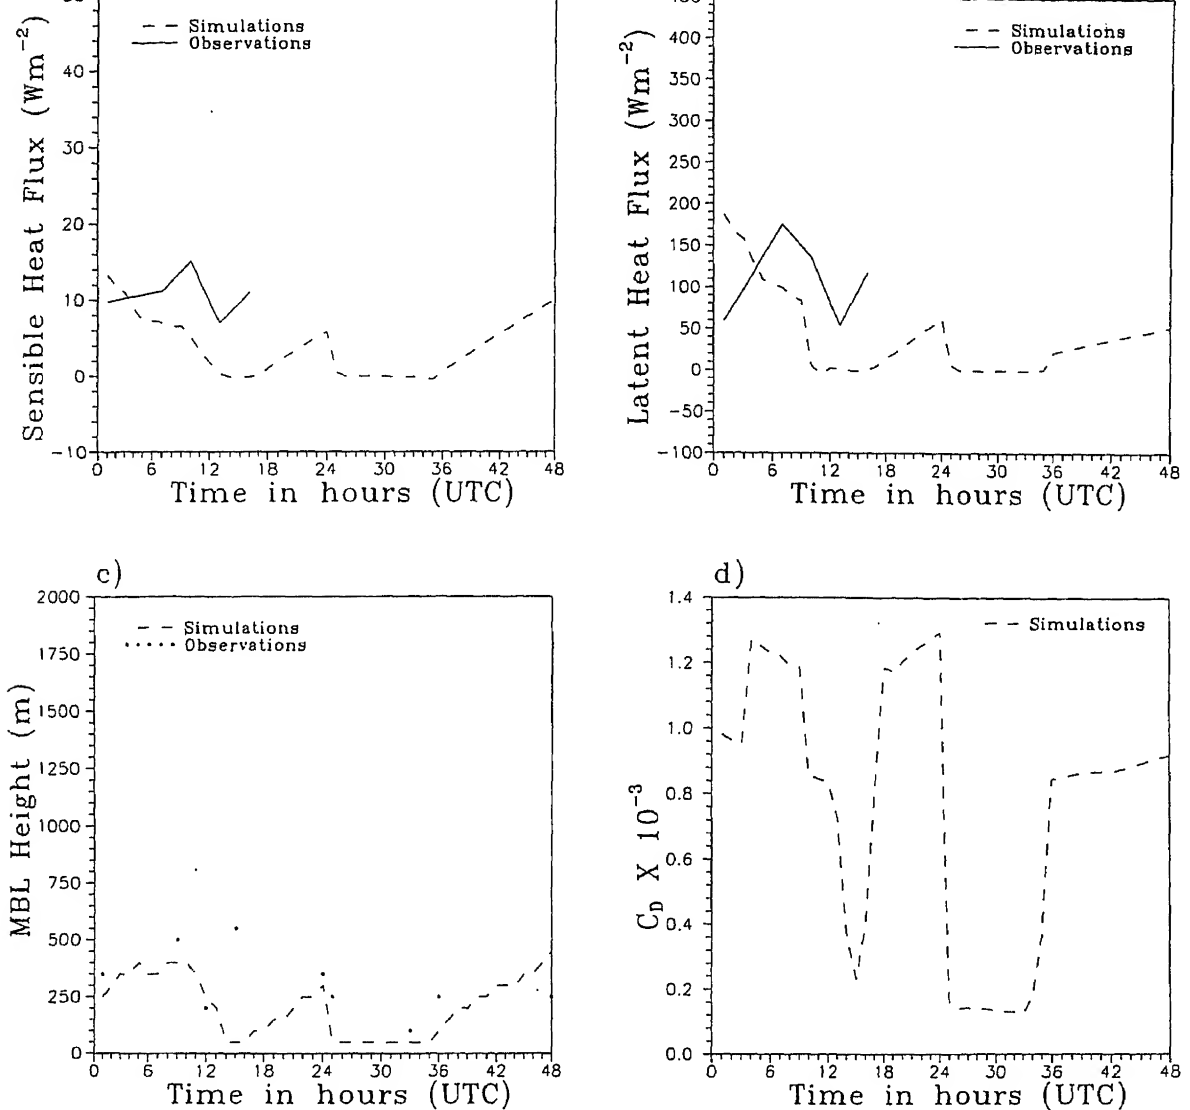 Simulations
Observations
40
30
20
10
0
-10
Sensible Heat Flux (Wm⁻²)
0 6 12 18 24 30 36 42 48
Time in hours (UTC)
Simulations
Observations
400
350
300
250
200
150
100
50
0
-50
-100
Latent Heat Flux (Wm⁻²)
0 6 12 18 24 30 36 42 48
Time in hours (UTC)
c)
Simulations
Observations
2000
1750
1500
1250
1000
750
500
250
0
MBL Height (m)
0 6 12 18 24 30 36 42 48
Time in hours (UTC)
d)
Simulations
1.4
1.2
1.0
0.8
0.6
0.4
0.2
0.0
C_D X 10⁻³
0 6 12 18 24 30 36 42 48
Time in hours (UTC)